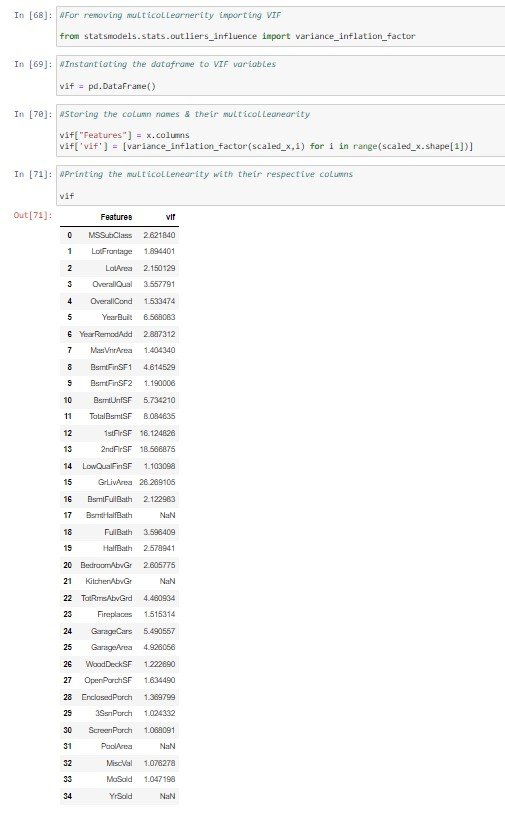 In [68]: #For removing multicollearnerity importing VIF
from statsmodels.stats.outliers_influence import variance_inflation_factor
In [69]: #Instantiating the dataframe to VIF variables
vif = pd.DataFrame()
In [70]: #Storing the column names & their multicolleanearity
vif["Features"] = x.columns
vif['vif'] = [variance_inflation_factor(scaled_x,i) for i in range(scaled_x.shape[1])]
In [71]: #Printing the multicollenearity with their respective columns
vif
Out[71]:
Features vif
0 MSSubClass 2.621840
1 LotFrontage 1.894401
2 LotArea 2.150129
3 OverallQual 3.557791
4 OverallCond 1.533474
5 YearBuilt 6.568083
6 YearRemodAdd 2.887312
7 MasVnrArea 1.404340
8 BsmtFinSF1 4.614529
9 BsmtFinSF2 1.190006
10 BsmtUnfSF 5.734210
11 TotalBsmtSF 8.084635
12 1stFlrSF 16.124826
13 2ndFlrSF 18.566875
14 LowQualFinSF 1.103098
15 GrLivArea 26.269105
16 BsmtFullBath 2.122983
17 BsmtHalfBath NaN
18 FullBath 3.596409
19 HalfBath 2.578941
20 BedroomAbvGr 2.605775
21 KitchenAbvGr NaN
22 TotRmsAbvGrd 4.460934
23 Fireplaces 1.515314
24 GarageCars 5.490557
25 GarageArea 4.926056
26 WoodDeckSF 1.222690
27 OpenPorchSF 1.634490
28 EnclosedPorch 1.369799
29 3SsnPorch 1.024332
30 ScreenPorch 1.068091
31 PoolArea NaN
32 MiscVal 1.076278
33 MoSold 1.047198
34 YrSold NaN